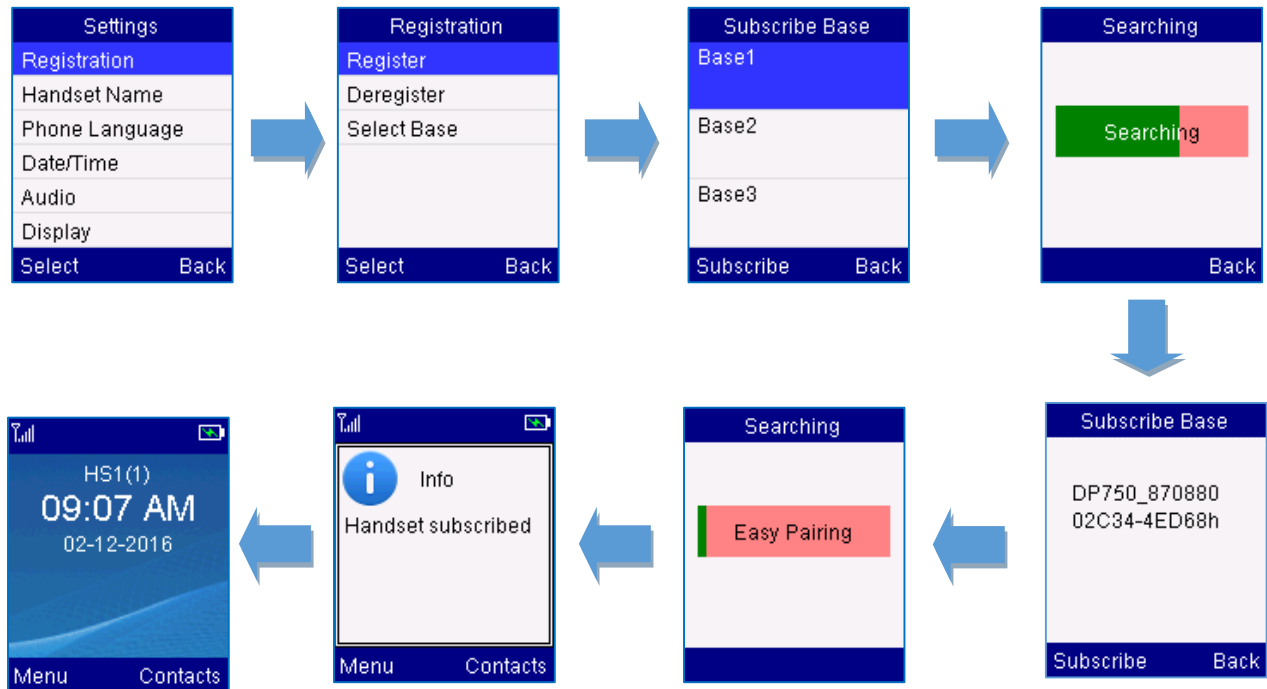 Settings
Registration
Handset Name
Phone Language
Date/Time
Audio
Display
Select Back
Registration
Register
Deregister
Select Base
Select Back
Subscribe Base
Base1
Base2
Base3
Subscribe Back
Searching
Searching
Back
Subscribe Base
DP750_870880
02C34-4ED68h
Subscribe Back
Searching
Easy Pairing
Info
Handset subscribed
Menu Contacts
HS1(1)
09:07 AM
02-12-2016
Menu Contacts